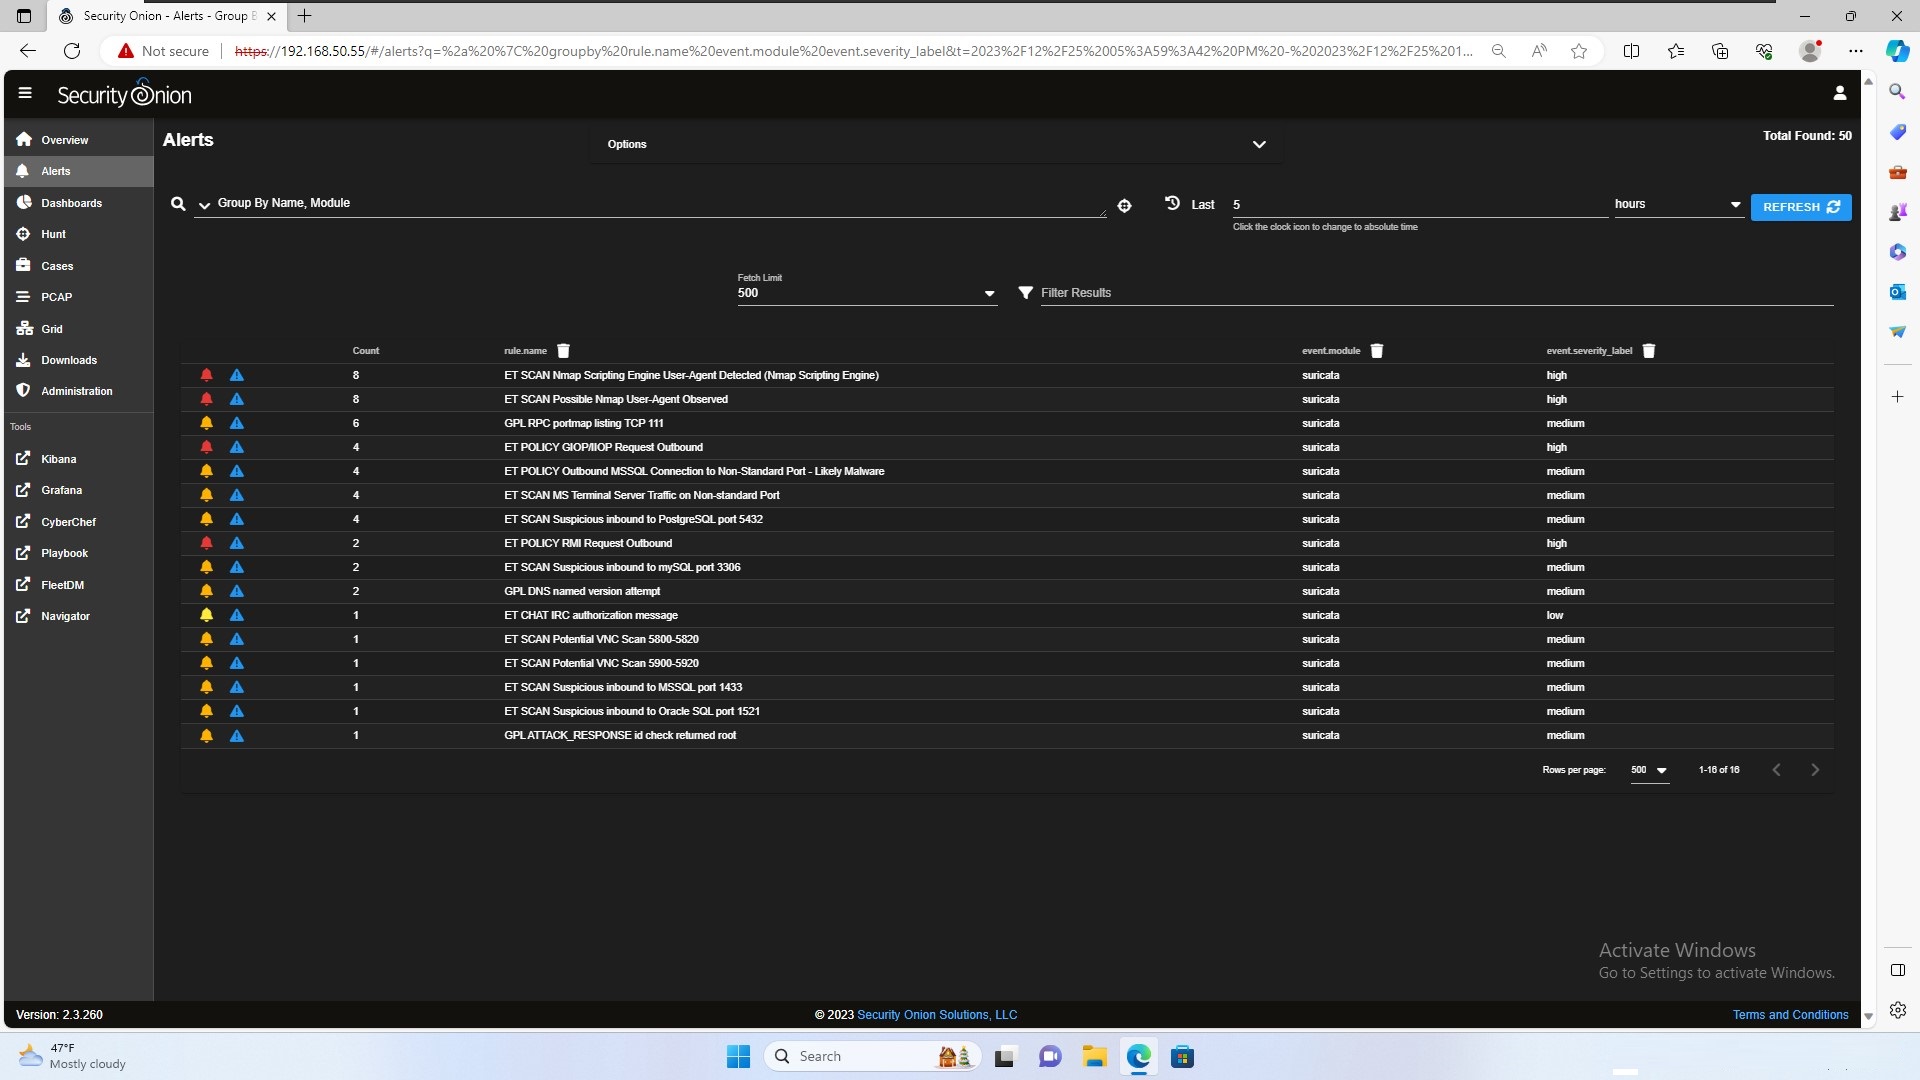 Security Onion - Alerts - Group B
Not secure
https://192.168.50.55/#/alerts?q=%2a%20%7C%20groupby%20rule.name%20event.module%20event.severity_label&t=2023%2F12%2F25%2005%3A59%3A42%20PM%20-%202023%2F12%2F25%201...
Security Onion
Overview
Alerts
Dashboards
Hunt
Cases
PCAP
Grid
Downloads
Administration
Tools
Kibana
Grafana
CyberChef
Playbook
FleetDM
Navigator
Alerts
Options
Total Found: 50
Group By Name, Module
Last 5 hours
REFRESH
Click the clock icon to change to absolute time
Fetch Limit
500
Filter Results
Count rule.name event.module event.severity_label
8 ET SCAN Nmap Scripting Engine User-Agent Detected (Nmap Scripting Engine) suricata high
8 ET SCAN Possible Nmap User-Agent Observed suricata high
6 GPL RPC portmap listing TCP 111 suricata medium
4 ET POLICY GIOP/IIOP Request Outbound suricata high
4 ET POLICY Outbound MSSQL Connection to Non-Standard Port - Likely Malware suricata medium
4 ET SCAN MS Terminal Server Traffic on Non-standard Port suricata medium
4 ET SCAN Suspicious inbound to PostgreSQL port 5432 suricata medium
2 ET POLICY RMI Request Outbound suricata high
2 ET SCAN Suspicious inbound to mySQL port 3306 suricata medium
2 GPL DNS named version attempt suricata medium
1 ET CHAT IRC authorization message suricata low
1 ET SCAN Potential VNC Scan 5800-5820 suricata medium
1 ET SCAN Potential VNC Scan 5900-5920 suricata medium
1 ET SCAN Suspicious inbound to MSSQL port 1433 suricata medium
1 ET SCAN Suspicious inbound to Oracle SQL port 1521 suricata medium
1 GPL ATTACK_RESPONSE id check returned root suricata medium
Rows per page: 500 1-16 of 16
Activate Windows
Go to Settings to activate Windows.
Version: 2.3.260
© 2023 Security Onion Solutions, LLC
Terms and Conditions
47°F
Mostly cloudy
Search